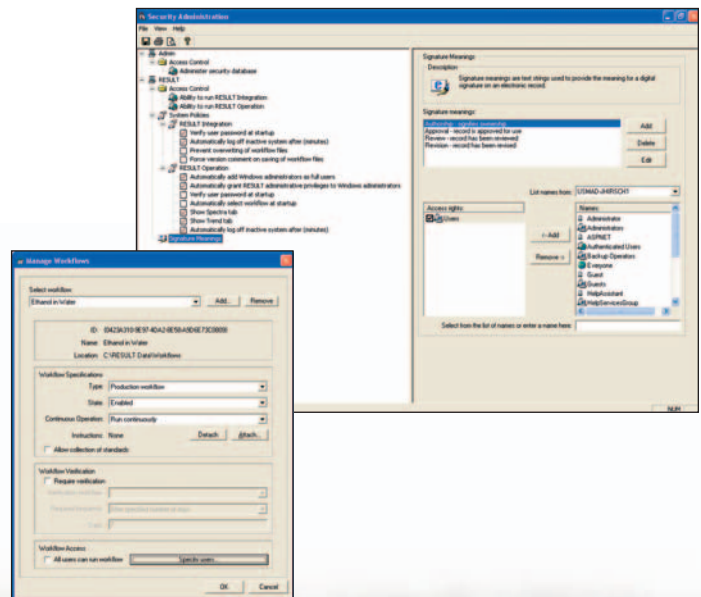 Security Administration
File View Help
Admin
Access Control
Administer security database
RESULT
Access Control
Ability to run RESULT Integration
Ability to run RESULT Operation
System Policies
RESULT Integration
Verify user password at startup
Automatically log off inactive system after (minutes)
Prevent overwriting of workflow files
Force version comment on saving of workflow files
RESULT Operation
Automatically add Windows administrators as full users
Automatically grant RESULT administrative privileges to Windows administrators
Verify user password at startup
Automatically select workflow at startup
Show Spectra tab
Show Trend tab
Automatically log off inactive system after (minutes)
Signature Meanings
Signature Meanings
Description
Signature meanings are text strings used to provide the meaning for a digital
signature on an electronic record.
Signature meanings:
Authorship - signifies ownership
Approval - record is approved for use
Review - record has been reviewed
Revision - record has been revised
Add
Delete
Edit
List names from:
Access rights:
Users
<-Add
Remove ->
Names:
Administrator
Administrators
ASPNET
Authenticated Users
Backup Operators
Everyone
Guest
Guests
HelpAssistant
HelpServicesGroup
Select from the list of names or enter a name here:
NUM
Manage Workflows
Select workflow:
Ethanol in Water
Add...
Remove
ID:
Name: Ethanol in Water
Location: C:\RESULT Data\Workflows
Workflow Specifications
Type: Production workflow
State: Enabled
Continuous Operation: Run continuously
Instructions: None
Detach
Attach...
Allow collection of standards
Workflow Verification
Require verification
Workflow Access
All users can run workflow
Specify users...
OK
Cancel